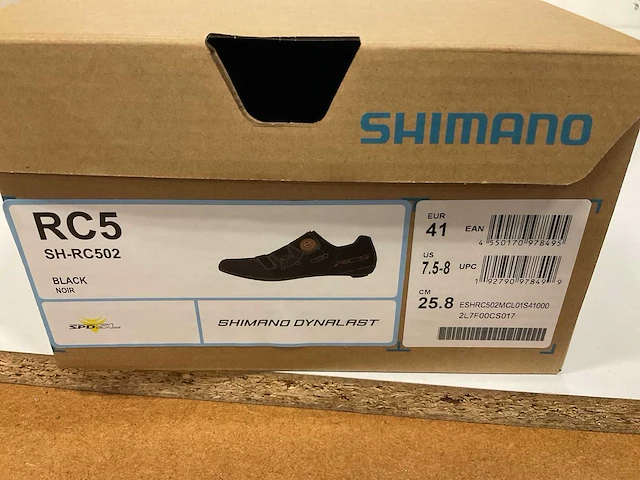 SHIMANO
RC5
SH-RC502
BLACK
NOIR
RC5
SPD-SL
SHIMANO DYNALAST
EUR
41
EAN
4 550170 978495
US
7.5-8
UPC
1 92790 97849 9
CM
25.8
ESHRC502MCL01S41000
2L7F00CS017